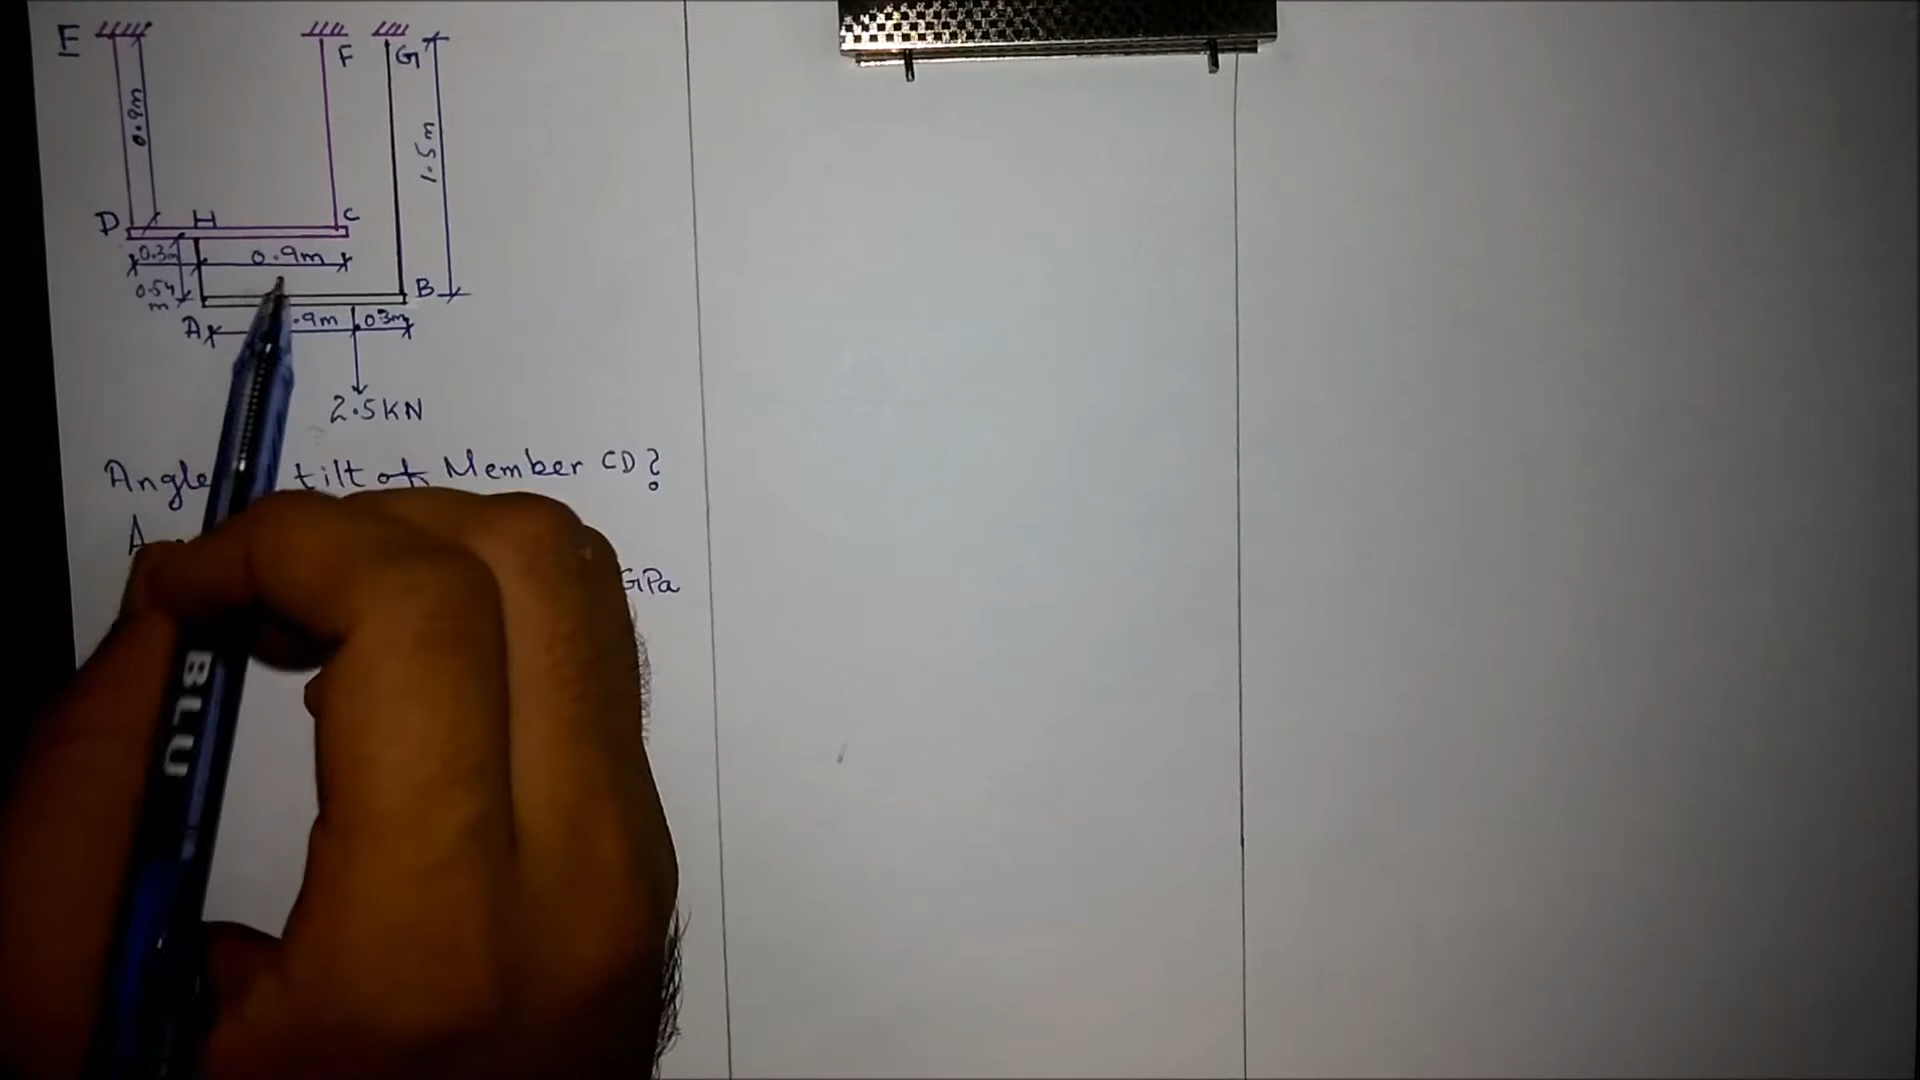 E
F
G
0.9m
1.5m
D
H
C
0.3m
0.9m
0.54
m
B
A
.9m
0.3m
2.5KN
Angle tilt of Member CD?
A
GPa
BLU